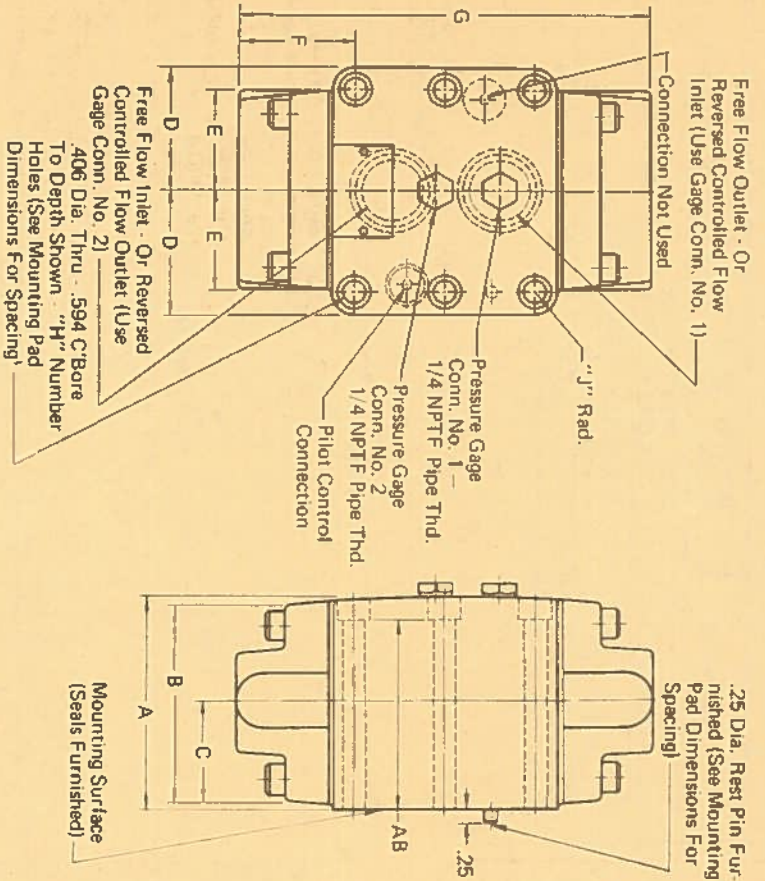 Free Flow Outlet - Or
Reversed Controlled Flow
Inlet (Use Gage Conn. No. 1)
Connection Not Used
G
F
D
D
E
E
"J" Rad.
Pressure Gage
Conn. No. 1 –
1/4 NPTF Pipe Thd.
Pressure Gage
Conn. No. 2
1/4 NPTF Pipe Thd.
Pilot Control
Connection
Free Flow Inlet - Or Reversed
Controlled Flow Outlet (Use
Gage Conn. No. 2)
.406 Dia. Thru - .594 C'Bore
To Depth Shown - "H" Number
Holes (See Mounting Pad
Dimensions For Spacing)
.25 Dia. Rest Pin Fur-
nished (See Mounting
Pad Dimensions For
Spacing)
A
B
C
AB
.25
Mounting Surface
(Seals Furnished)